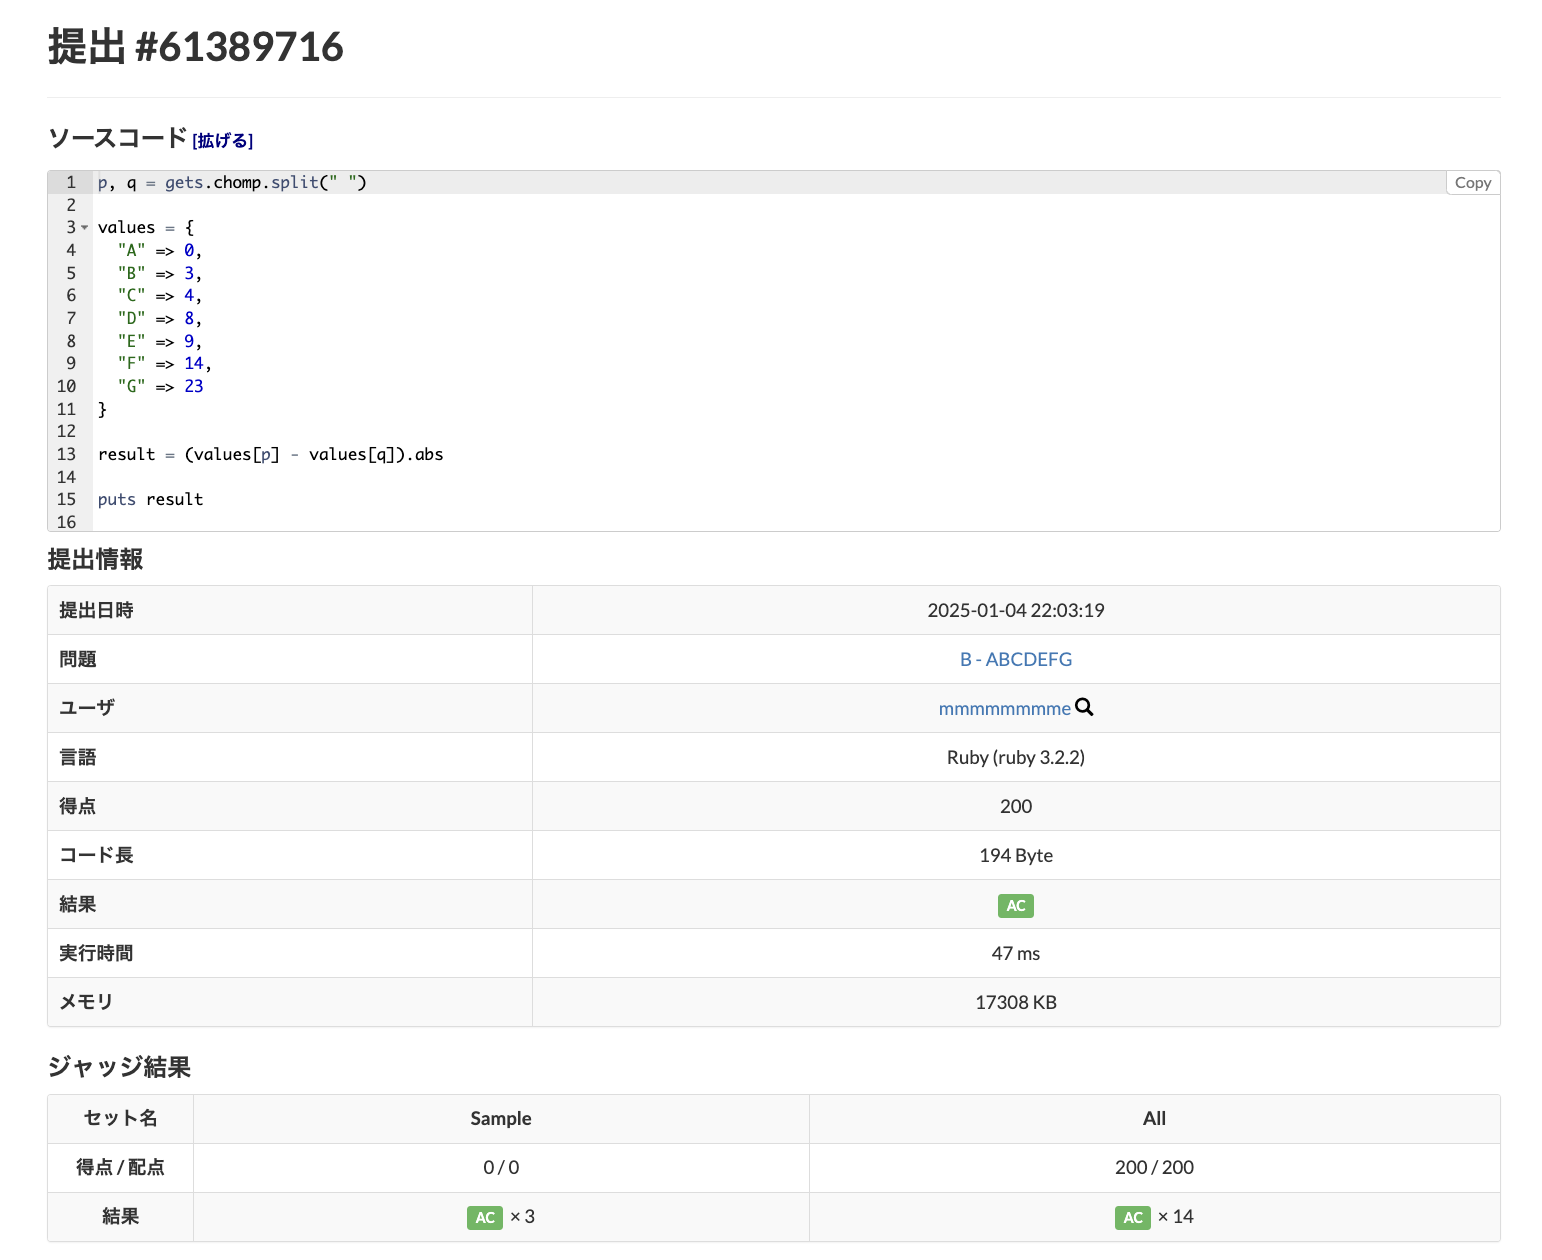 提出 #61389716
ソースコード [拡げる]
Copy
1 p, q = gets.chomp.split(" ")
2
3 values = {
4   "A" => 0,
5   "B" => 3,
6   "C" => 4,
7   "D" => 8,
8   "E" => 9,
9   "F" => 14,
10   "G" => 23
11 }
12
13 result = (values[p] - values[q]).abs
14
15 puts result
16
提出情報
提出日時 2025-01-04 22:03:19
問題 B - ABCDEFG
ユーザ mmmmmmmmme
言語 Ruby (ruby 3.2.2)
得点 200
コード長 194 Byte
結果 AC
実行時間 47 ms
メモリ 17308 KB
ジャッジ結果
セット名 Sample All
得点 / 配点 0 / 0 200 / 200
結果 AC × 3 AC × 14